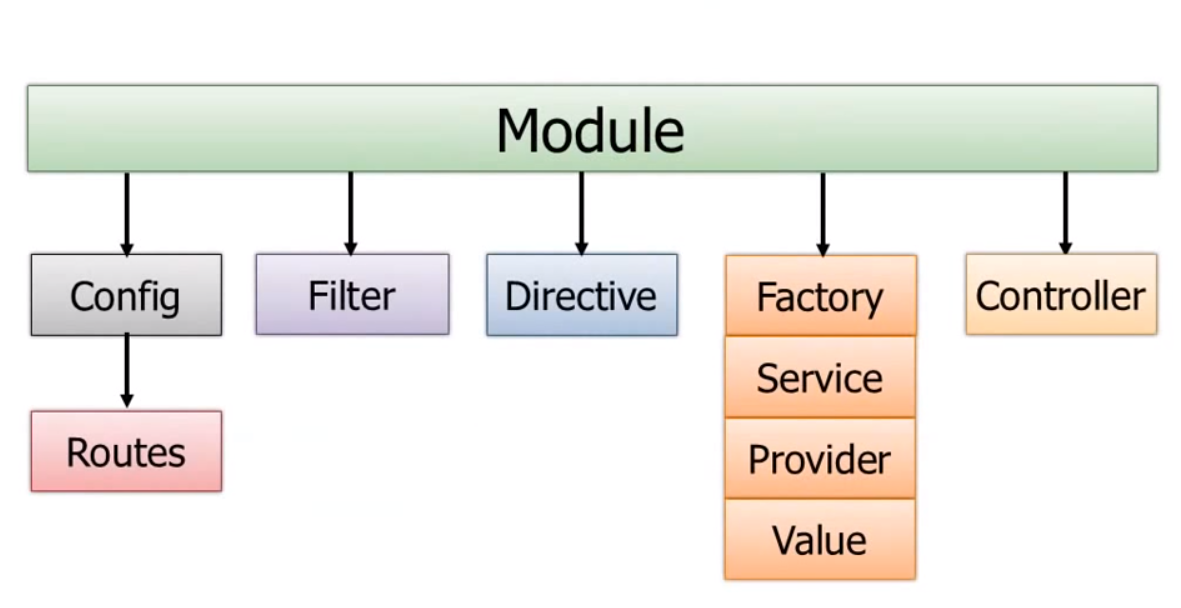 Module
Config
Filter
Directive
Factory
Controller
Service
Provider
Routes
Value